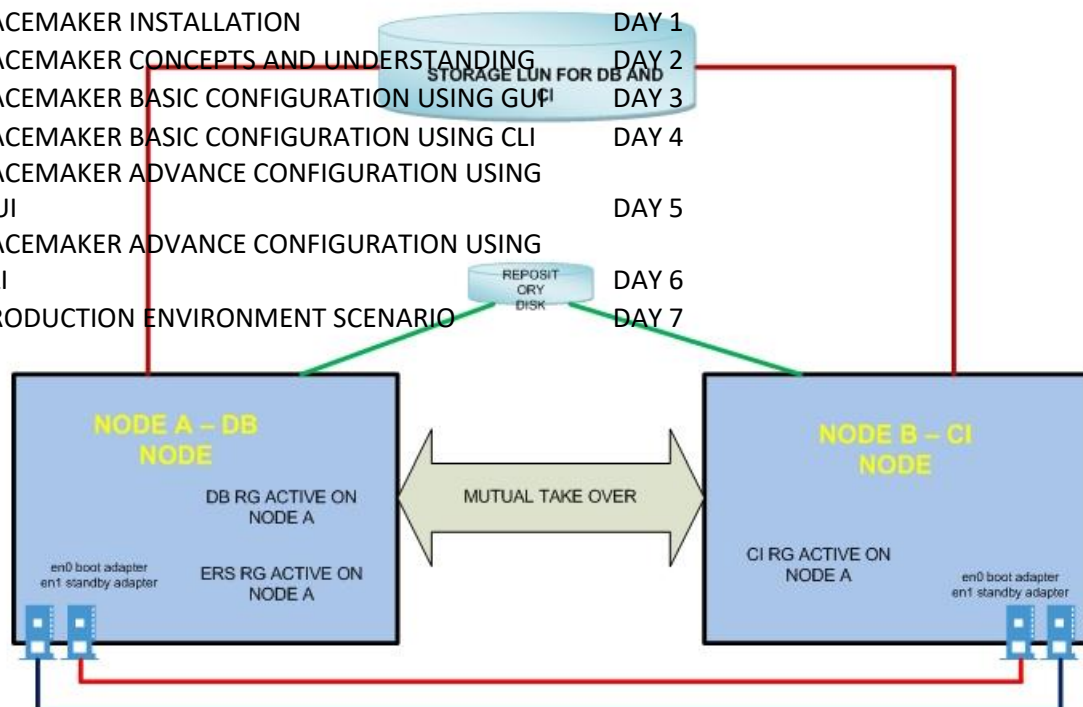 ACEMAKER INSTALLATION DAY 1
ACEMAKER CONCEPTS AND UNDERSTANDING DAY 2
STORAGE LUN FOR DB AND
CI
ACEMAKER BASIC CONFIGURATION USING GUI DAY 3
ACEMAKER BASIC CONFIGURATION USING CLI DAY 4
ACEMAKER ADVANCE CONFIGURATION USING
UI DAY 5
ACEMAKER ADVANCE CONFIGURATION USING
LI DAY 6
REPOSIT
ORY
DISK
RODUCTION ENVIRONMENT SCENARIO DAY 7
NODE A – DB
NODE
DB RG ACTIVE ON
NODE A
ERS RG ACTIVE ON
NODE A
en0 boot adapter
en1 standby adapter
MUTUAL TAKE OVER
NODE B – CI
NODE
CI RG ACTIVE ON
NODE A
en0 boot adapter
en1 standby adapter